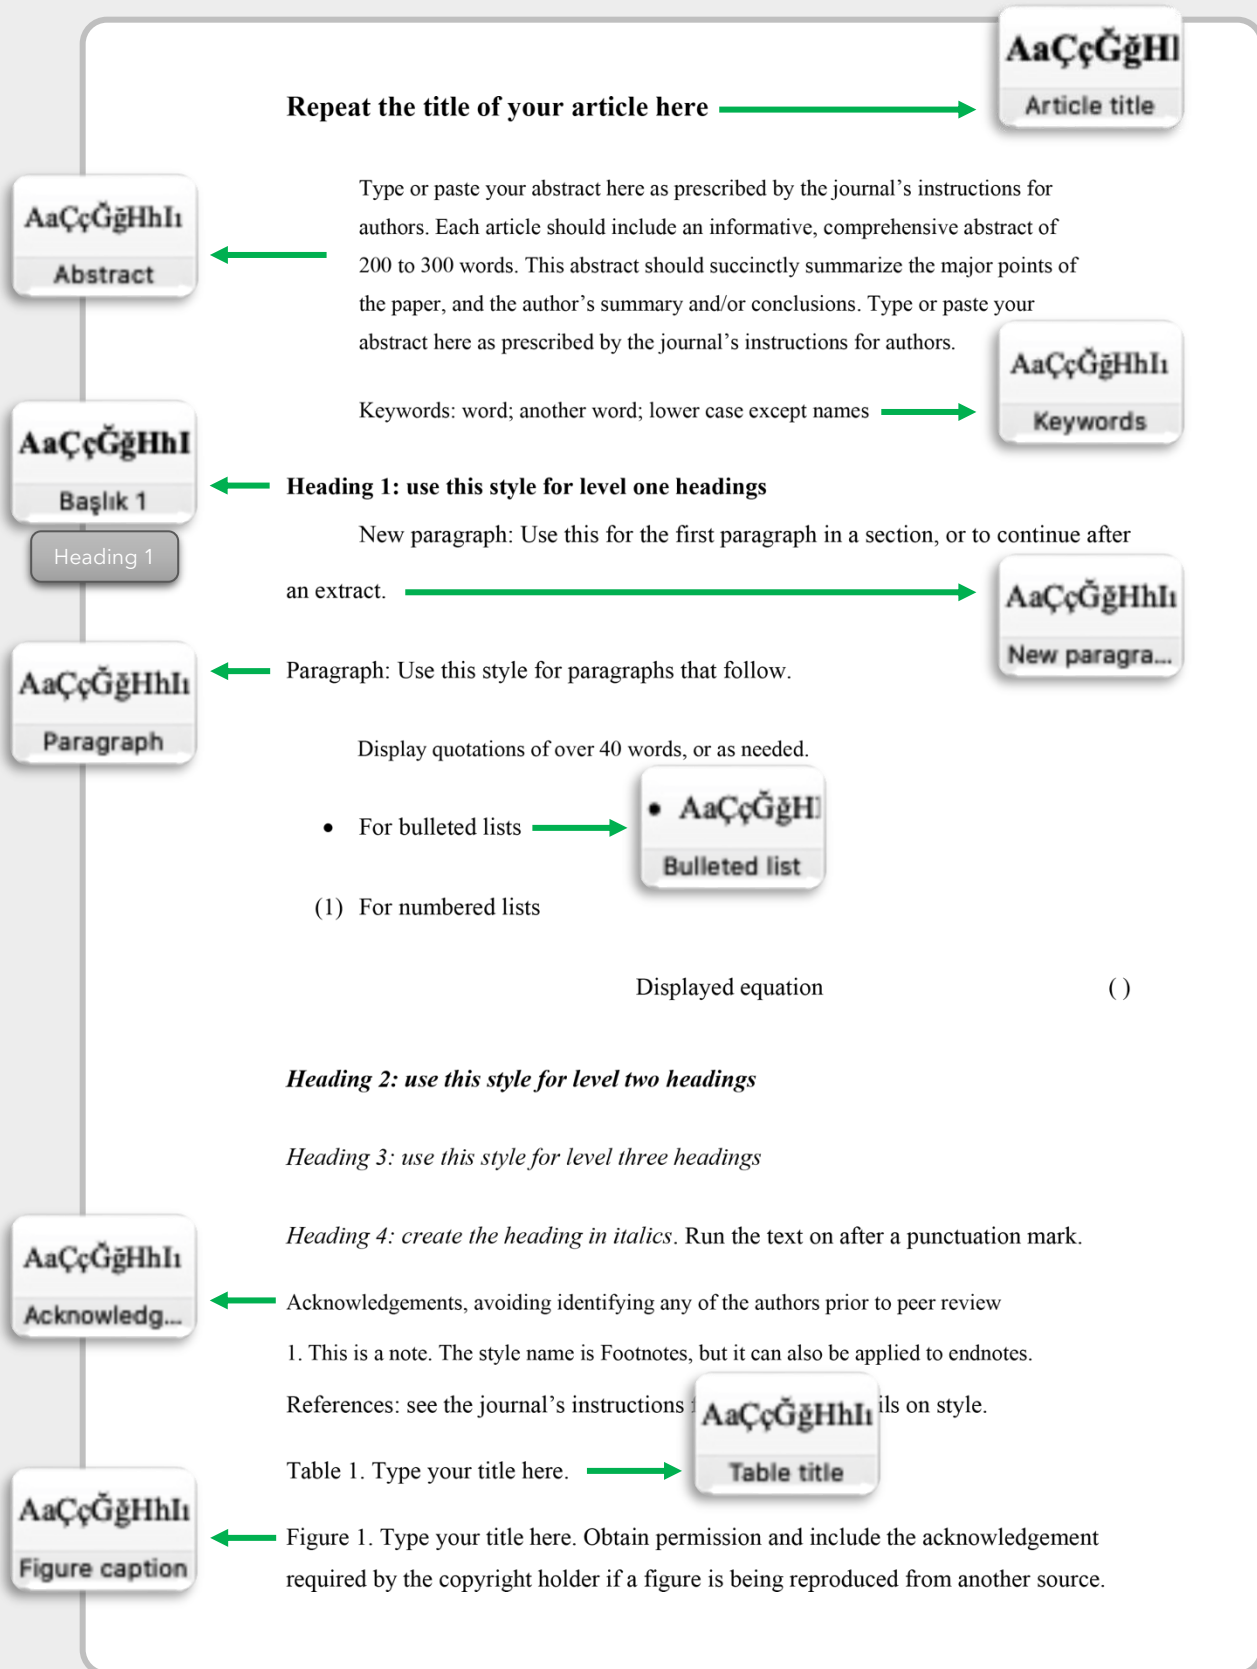 AaÇçĞğHl
Article title
Repeat the title of your article here
AaÇçĞğHhIı
Abstract
Type or paste your abstract here as prescribed by the journal’s instructions for
authors. Each article should include an informative, comprehensive abstract of
200 to 300 words. This abstract should succinctly summarize the major points of
the paper, and the author’s summary and/or conclusions. Type or paste your
abstract here as prescribed by the journal’s instructions for authors.
AaÇçĞğHhIı
Keywords
Keywords: word; another word; lower case except names
AaÇçĞğHhI
Başlık 1
Heading 1
Heading 1: use this style for level one headings
New paragraph: Use this for the first paragraph in a section, or to continue after
an extract.
AaÇçĞğHhIı
New paragra...
AaÇçĞğHhIı
Paragraph
Paragraph: Use this style for paragraphs that follow.
Display quotations of over 40 words, or as needed.
• For bulleted lists
• AaÇçĞğH
Bulleted list
(1) For numbered lists
Displayed equation ( )
Heading 2: use this style for level two headings
Heading 3: use this style for level three headings
Heading 4: create the heading in italics. Run the text on after a punctuation mark.
AaÇçĞğHhIı
Acknowledg...
Acknowledgements, avoiding identifying any of the authors prior to peer review
1. This is a note. The style name is Footnotes, but it can also be applied to endnotes.
References: see the journal’s instructions ils on style.
AaÇçĞğHhIı
Table title
Table 1. Type your title here.
AaÇçĞğHhIı
Figure caption
Figure 1. Type your title here. Obtain permission and include the acknowledgement
required by the copyright holder if a figure is being reproduced from another source.